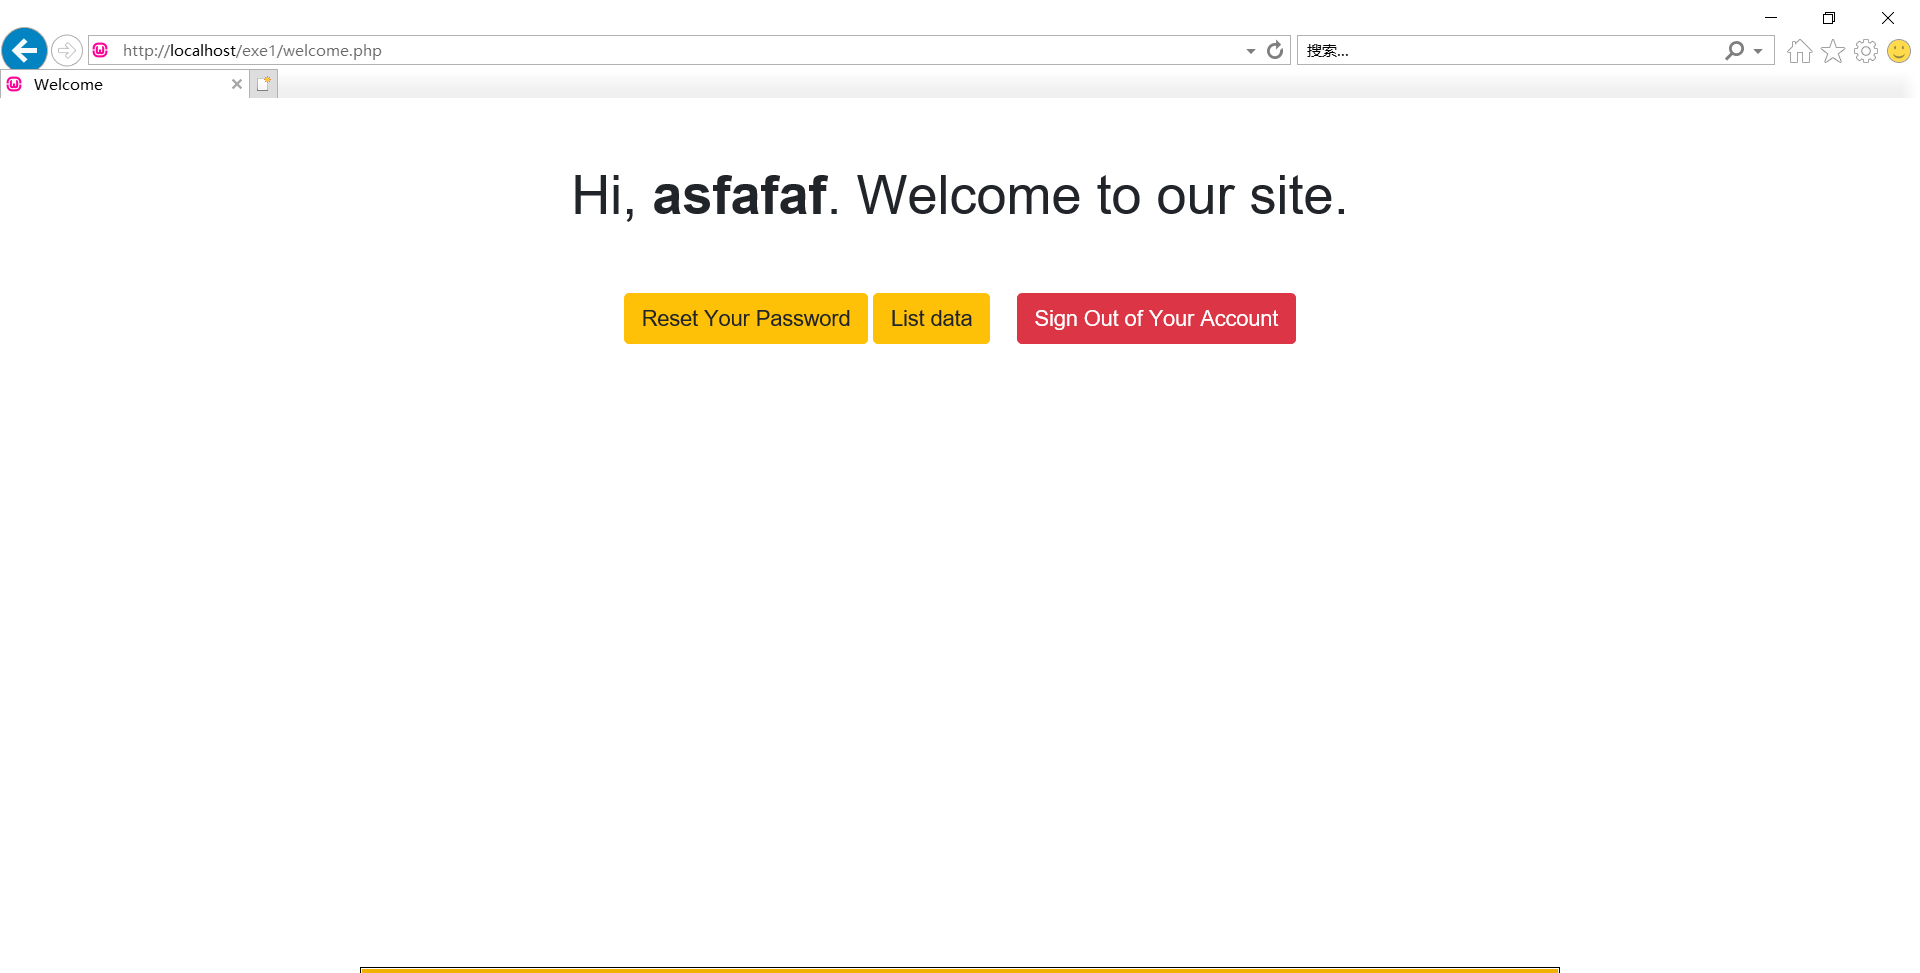 http://localhost/exe1/welcome.php
搜索...
Welcome
Hi, asfafaf. Welcome to our site.
Reset Your Password List data Sign Out of Your Account